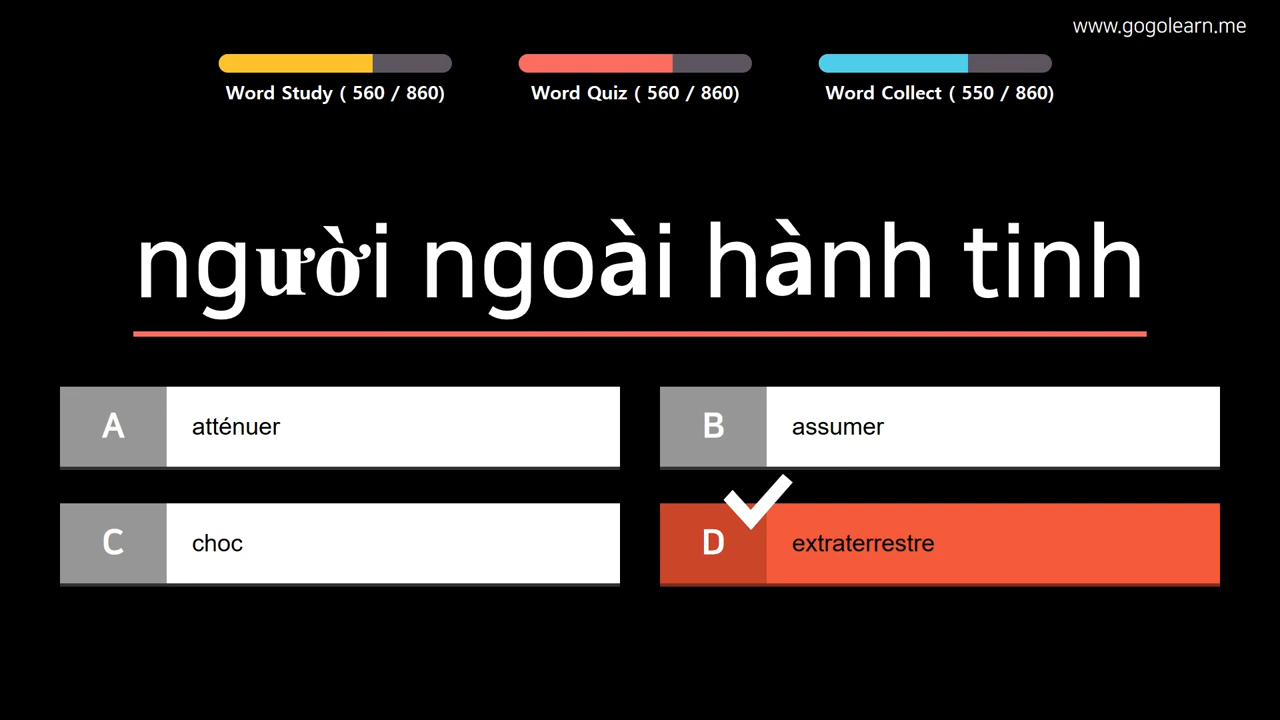 www.gogolearn.me
Word Study ( 560 / 860)
Word Quiz ( 560 / 860)
Word Collect ( 550 / 860)
người ngoài hành tinh
A
atténuer
B
assumer
C
choc
D
extraterrestre